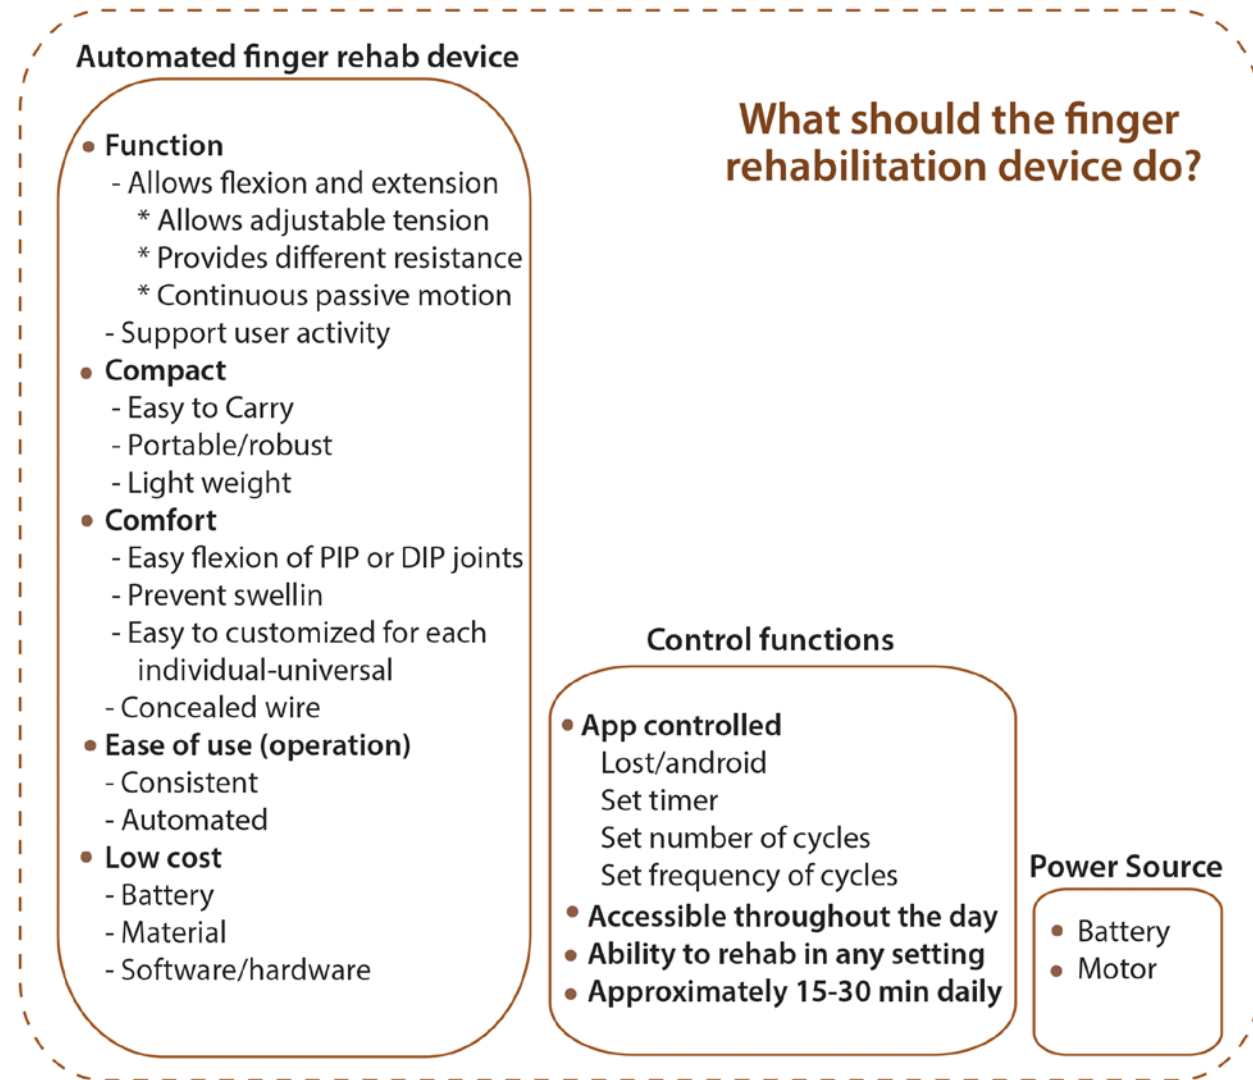 What should the finger
rehabilitation device do?
Automated finger rehab device
• Function
- Allows flexion and extension
* Allows adjustable tension
* Provides different resistance
* Continuous passive motion
- Support user activity
• Compact
- Easy to Carry
- Portable/robust
- Light weight
• Comfort
- Easy flexion of PIP or DIP joints
- Prevent swellin
- Easy to customized for each
individual-universal
- Concealed wire
• Ease of use (operation)
- Consistent
- Automated
• Low cost
- Battery
- Material
- Software/hardware
Control functions
• App controlled
Lost/android
Set timer
Set number of cycles
Set frequency of cycles
• Accessible throughout the day
• Ability to rehab in any setting
• Approximately 15-30 min daily
Power Source
• Battery
• Motor